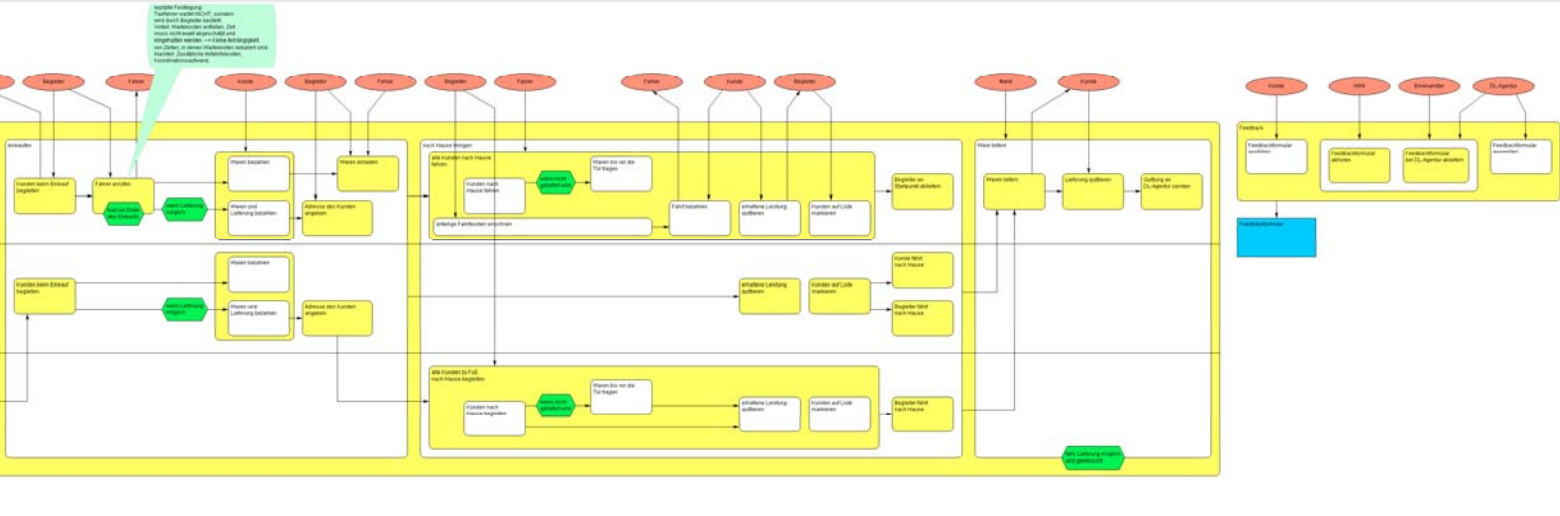 explizite Festlegung:
Taxifahrer wartet NICHT, sondern
wird durch Begleiter bestellt.
Vorteil: Wartekosten entfallen, Zeit
muss nicht exakt abgeschätzt und
eingehalten werden. --> Keine Abhängigkeit
von Zeiten, in denen Wartekosten reduziert sind.
Nachteil: Zusätzliche Anfahrtskosten,
Koordinationsaufwand.
Begleiter
Fahrer
Kunde
Begleiter
Fahrer
Begleiter
Fahrer
Fahrer
Kunde
Begleiter
Markt
Kunde
Kunde
Ehrenamtler
DL-Agentur
einkaufen
Kunden beim Einkauf
begleiten
Fahrer anrufen
kurz vor Ende
des Einkaufs
wenn Lieferung
möglich
Waren bezahlen
Waren und
Lieferung bezahlen
Waren einladen
Adresse des Kunden
angeben
nach Hause bringen
alle Kunden nach Hause
fahren
Kunden nach
Hause fahren
wenn nicht
geliefert wird
Waren bis vor die
Tür tragen
anteilige Fahrtkosten errechnen
Fahrt bezahlen
erhaltene Leistung
quittieren
Kunden auf Liste
markieren
Begleiter an
Startpunkt abliefern
Ware liefern
Waren liefern
Lieferung quittieren
Quittung an
DL-Agentur senden
Feedback
Feedbackformular
ausfüllen
Feedbackformular
abholen
Feedbackformular
bei DL-Agentur abliefern
Feedbackformular
auswerten
Feedbackformular
Kunden beim Einkauf
begleiten
wenn Lieferung
möglich
Waren bezahlen
Waren und
Lieferung bezahlen
Adresse des Kunden
angeben
erhaltene Leistung
quittieren
Kunden auf Liste
markieren
Kunde fährt
nach Hause
Begleiter fährt
nach Hause
alle Kunden zu Fuß
nach Hause begleiten
Kunden nach
Hause begleiten
wenn nicht
geliefert wird
Waren bis vor die
Tür tragen
erhaltene Leistung
quittieren
Kunden auf Liste
markieren
Begleiter fährt
nach Hause
falls Lieferung möglich
und gewünscht